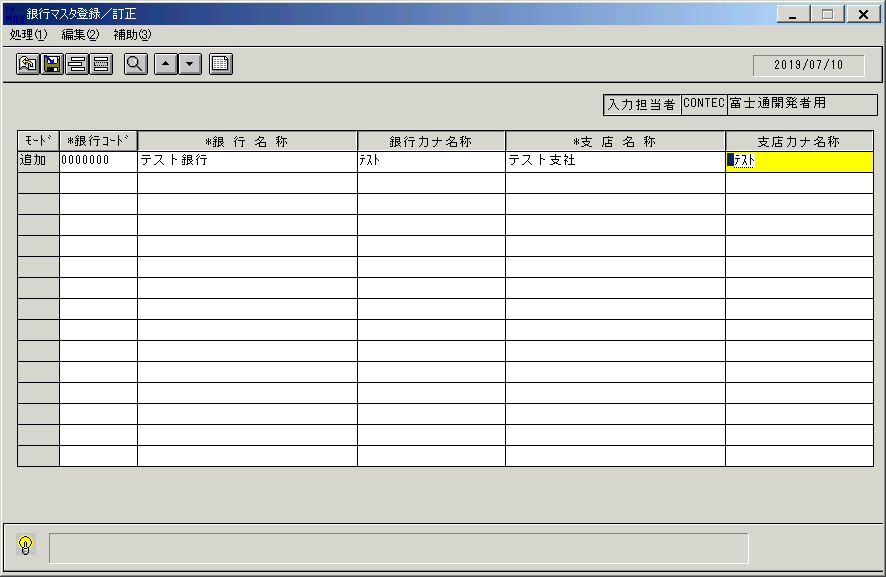 銀行マスタ登録／訂正
処理(1) 編集(2) 補助(3)
2019/07/10
入力担当者 CONTEC 富士通開発者用
ﾓｰﾄﾞ *銀行ｺｰﾄﾞ *銀 行 名 称 銀行カナ名称 *支 店 名 称 支店カナ名称
追加 0000000 テスト銀行 ﾃｽﾄ テスト支社 ﾃｽﾄ